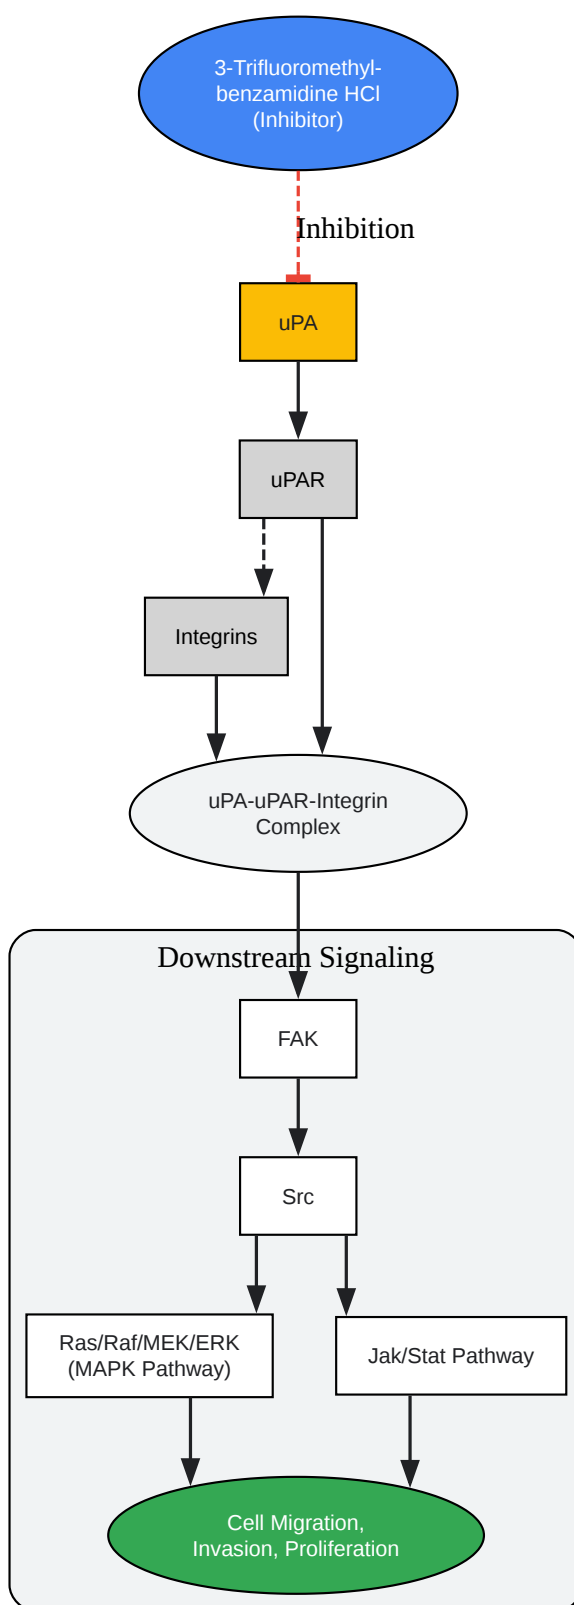 3-Trifluoromethyl-
benzamidine HCl
(Inhibitor)
Inhibition
uPA
uPAR
Integrins
uPA-uPAR-Integrin
Complex
Downstream Signaling
FAK
Src
Ras/Raf/MEK/ERK
(MAPK Pathway)
Jak/Stat Pathway
Cell Migration,
Invasion, Proliferation